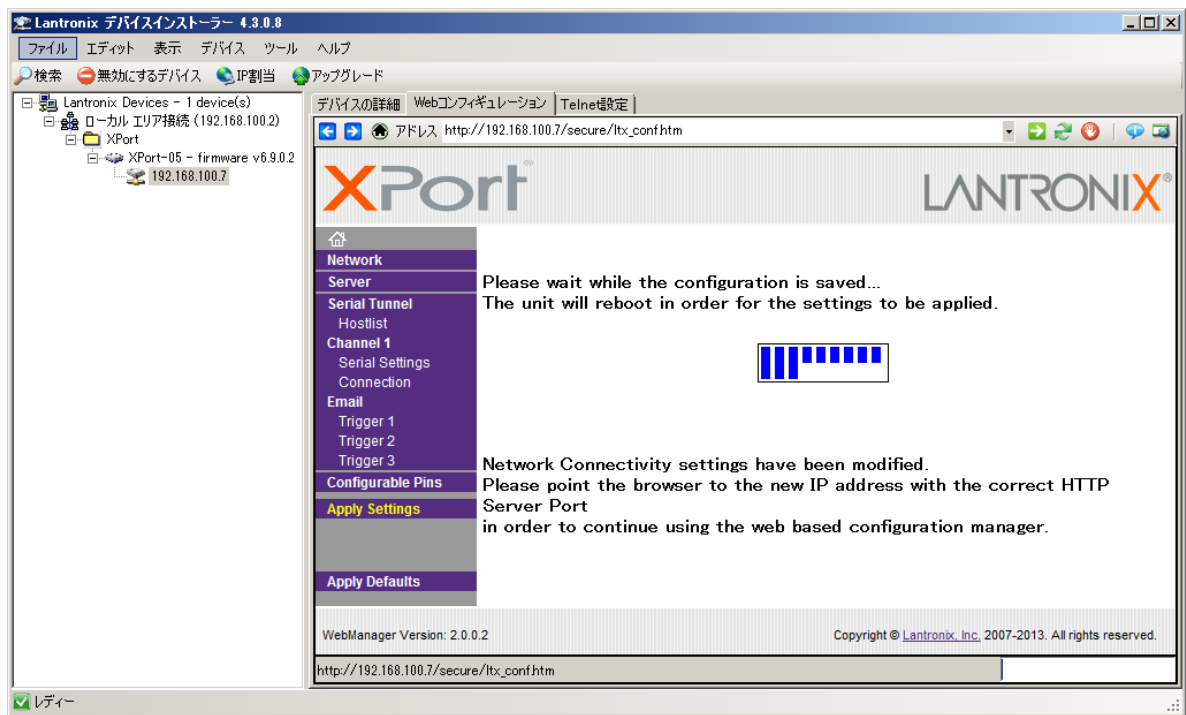 Lantronix デバイスインストーラー 4.3.0.8
ファイル エディット 表示 デバイス ツール ヘルプ
検索 無効にするデバイス IP割当 アップグレード
Lantronix Devices - 1 device(s)
ローカル エリア接続 (192.168.100.2)
XPort
XPort-05 - firmware v6.9.0.2
192.168.100.7
デバイスの詳細 Webコンフィギュレーション Telnet設定
アドレス http://192.168.100.7/secure/ltx_conf.htm
XPort®
LANTRONIX®
Network
Server
Serial Tunnel
Hostlist
Channel 1
Serial Settings
Connection
Email
Trigger 1
Trigger 2
Trigger 3
Configurable Pins
Apply Settings
Apply Defaults
Please wait while the configuration is saved...
The unit will reboot in order for the settings to be applied.
Network Connectivity settings have been modified.
Please point the browser to the new IP address with the correct HTTP
Server Port
in order to continue using the web based configuration manager.
WebManager Version: 2.0.0.2
Copyright © Lantronix, Inc. 2007-2013. All rights reserved.
http://192.168.100.7/secure/ltx_conf.htm
レディー